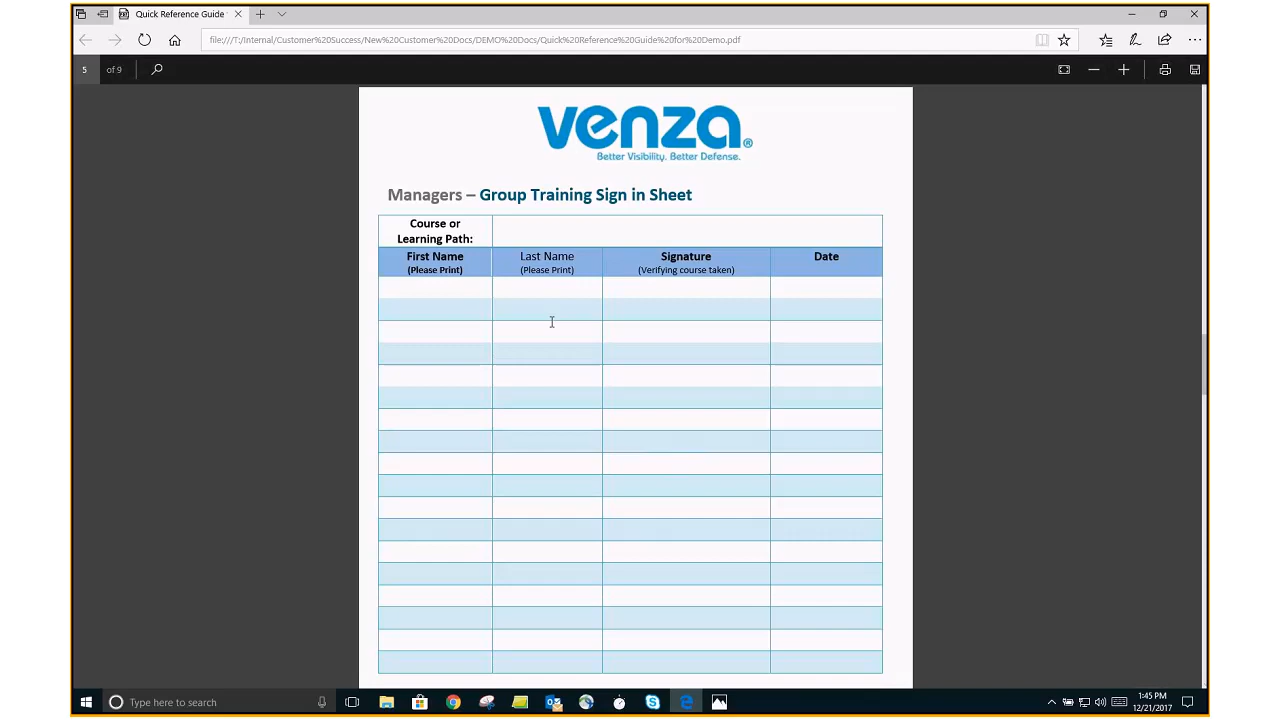 Quick Reference Guide
file:///T:/Internal/Customer%20Success/New%20Customer%20Docs/DEMO%20Docs/Quick%20Reference%20Guide%20for%20Demo.pdf
5 of 9
venza®
Better Visibility. Better Defense.
Managers – Group Training Sign in Sheet
Course or
Learning Path:
First Name Last Name Signature Date
(Please Print) (Please Print) (Verifying course taken)
Type here to search
1:45 PM
12/21/2017